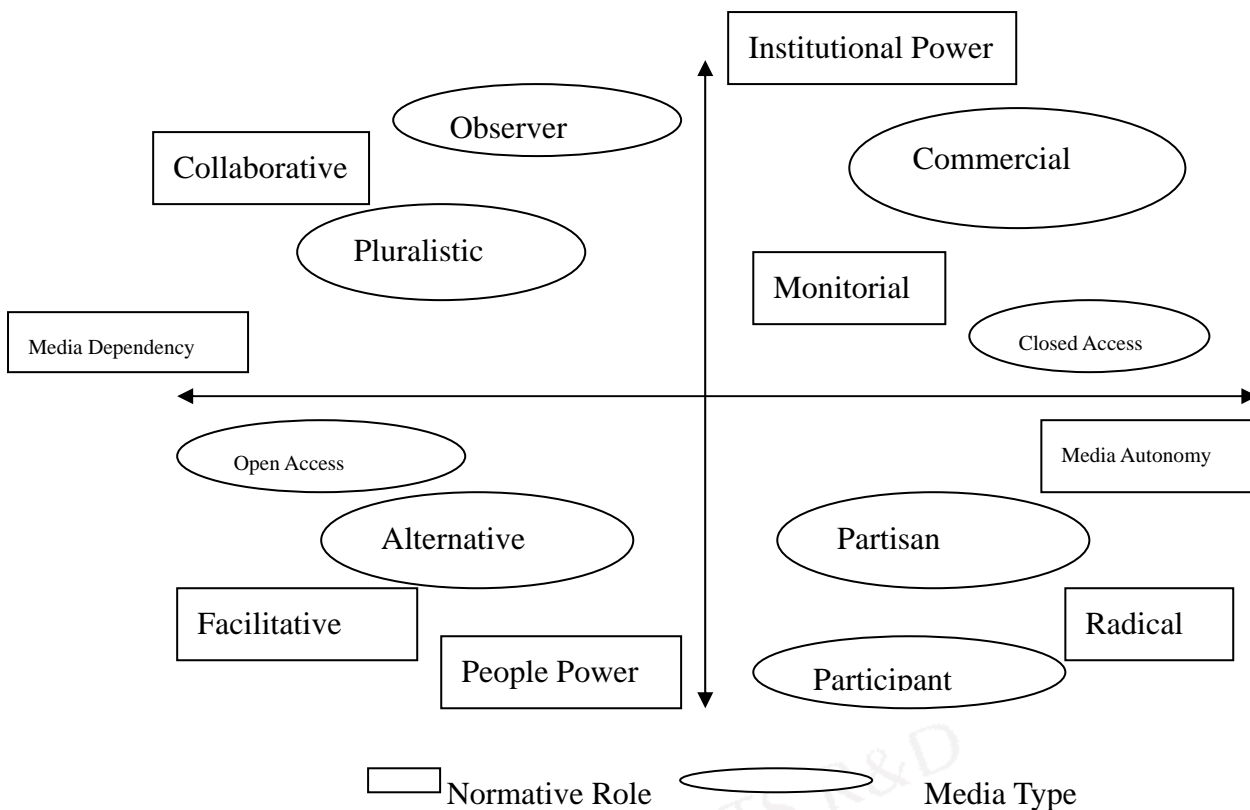 Institutional Power
Observer
Commercial
Collaborative
Pluralistic
Monitorial
Media Dependency
Closed Access
Open Access
Media Autonomy
Alternative
Partisan
Facilitative
Radical
People Power
Participant
Normative Role
Media Type